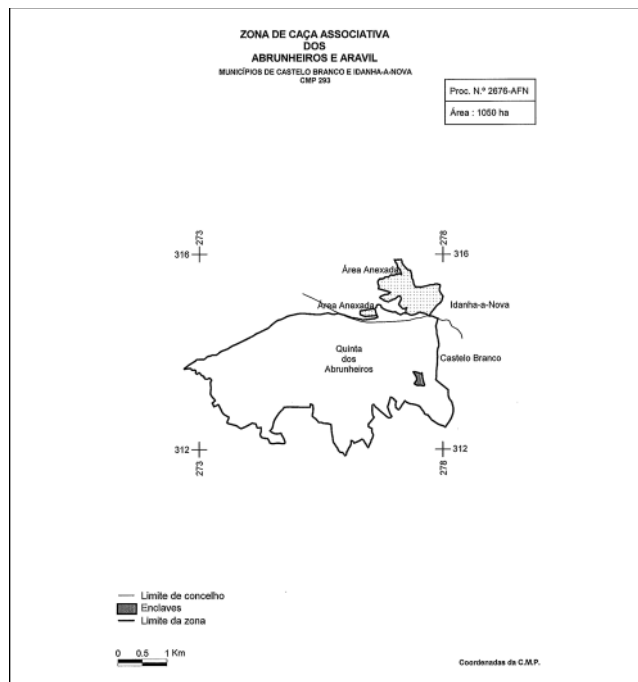 ZONA DE CAÇA ASSOCIATIVA
DOS
ABRUNHEIROS E ARAVIL
MUNICÍPIOS DE CASTELO BRANCO E IDANHA-A-NOVA
CMP 293
Proc. N.º 2676-AFN
Área : 1050 ha
273
278
316
316
Área Anexada
Área Anexada
Idanha-a-Nova
Quinta
dos
Abrunheiros
Castelo Branco
312
312
273
278
Limite de concelho
Enclaves
Limite da zona
0 0.5 1 Km
Coordenadas da C.M.P.